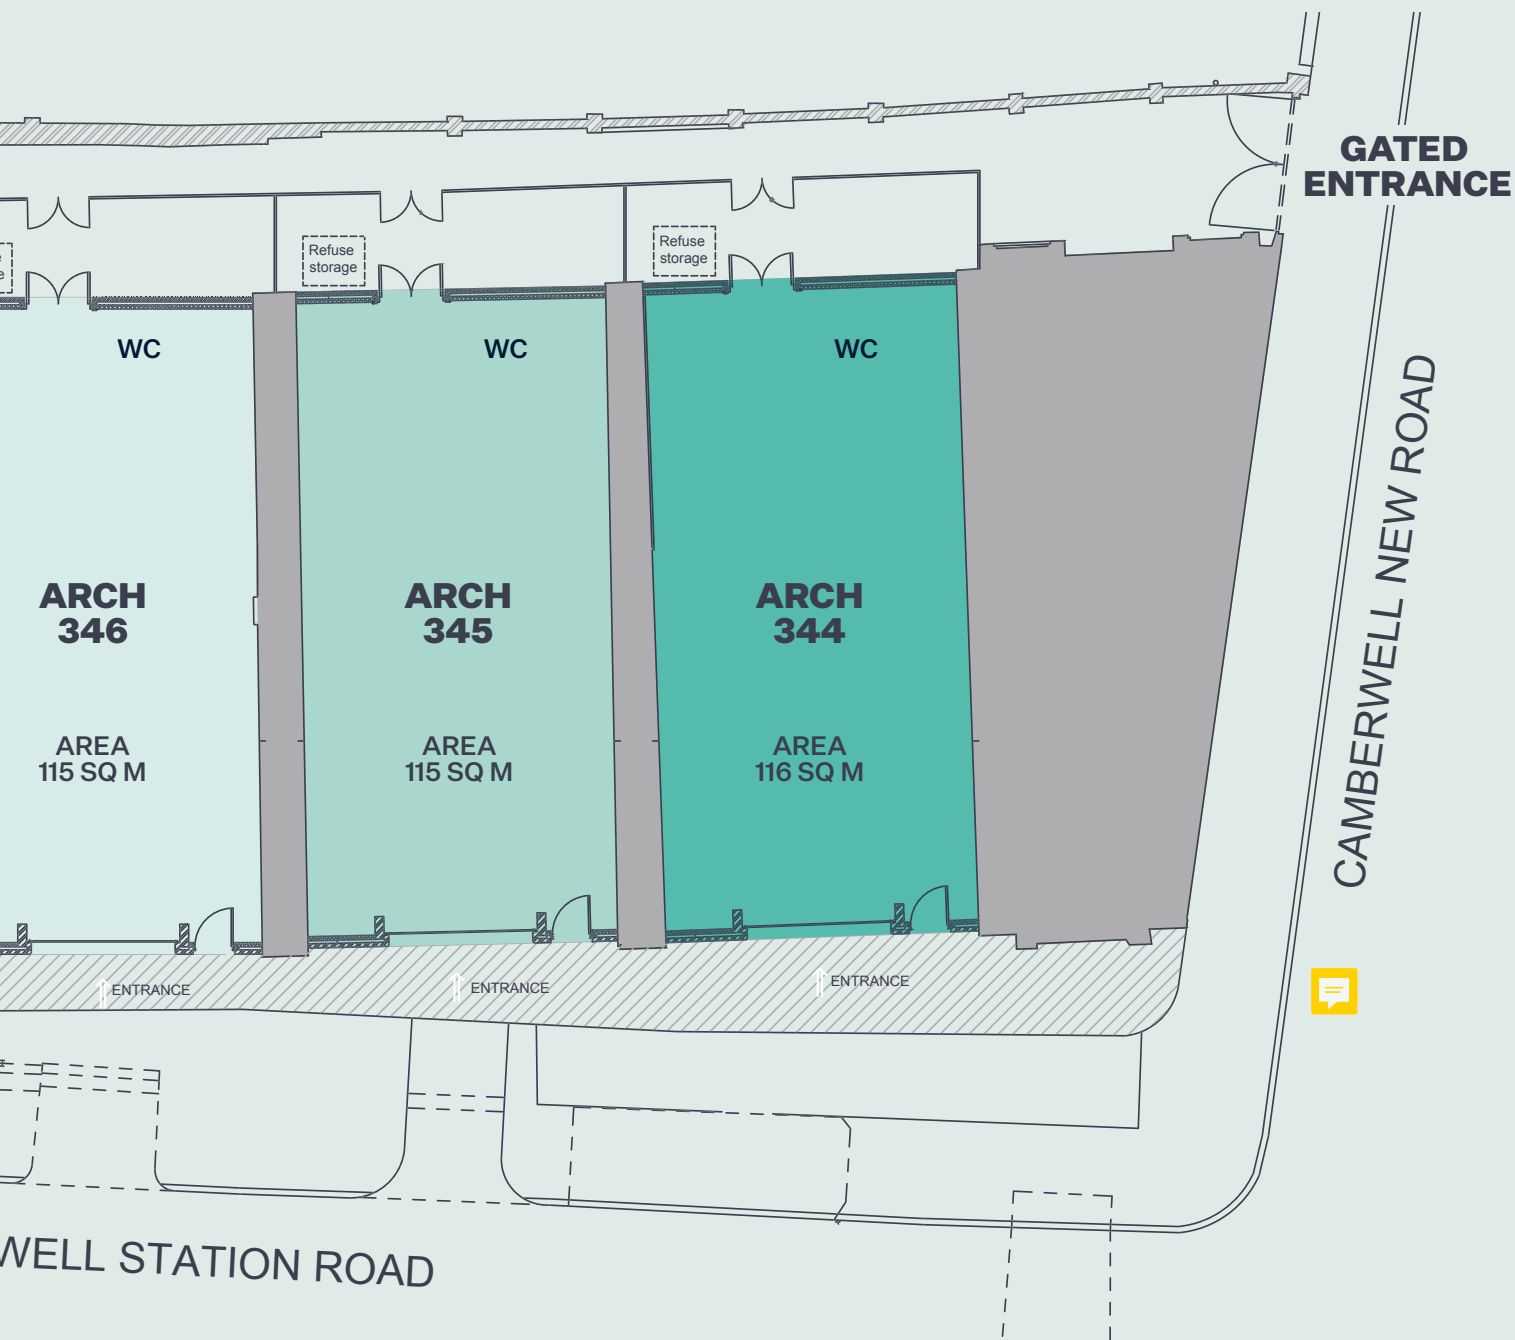 GATED
ENTRANCE
Refuse
storage
Refuse
storage
WC
WC
WC
ARCH
346
ARCH
345
ARCH
344
AREA
115 SQ M
AREA
115 SQ M
AREA
116 SQ M
CAMBERWELL NEW ROAD
ENTRANCE
ENTRANCE
ENTRANCE
WELL STATION ROAD